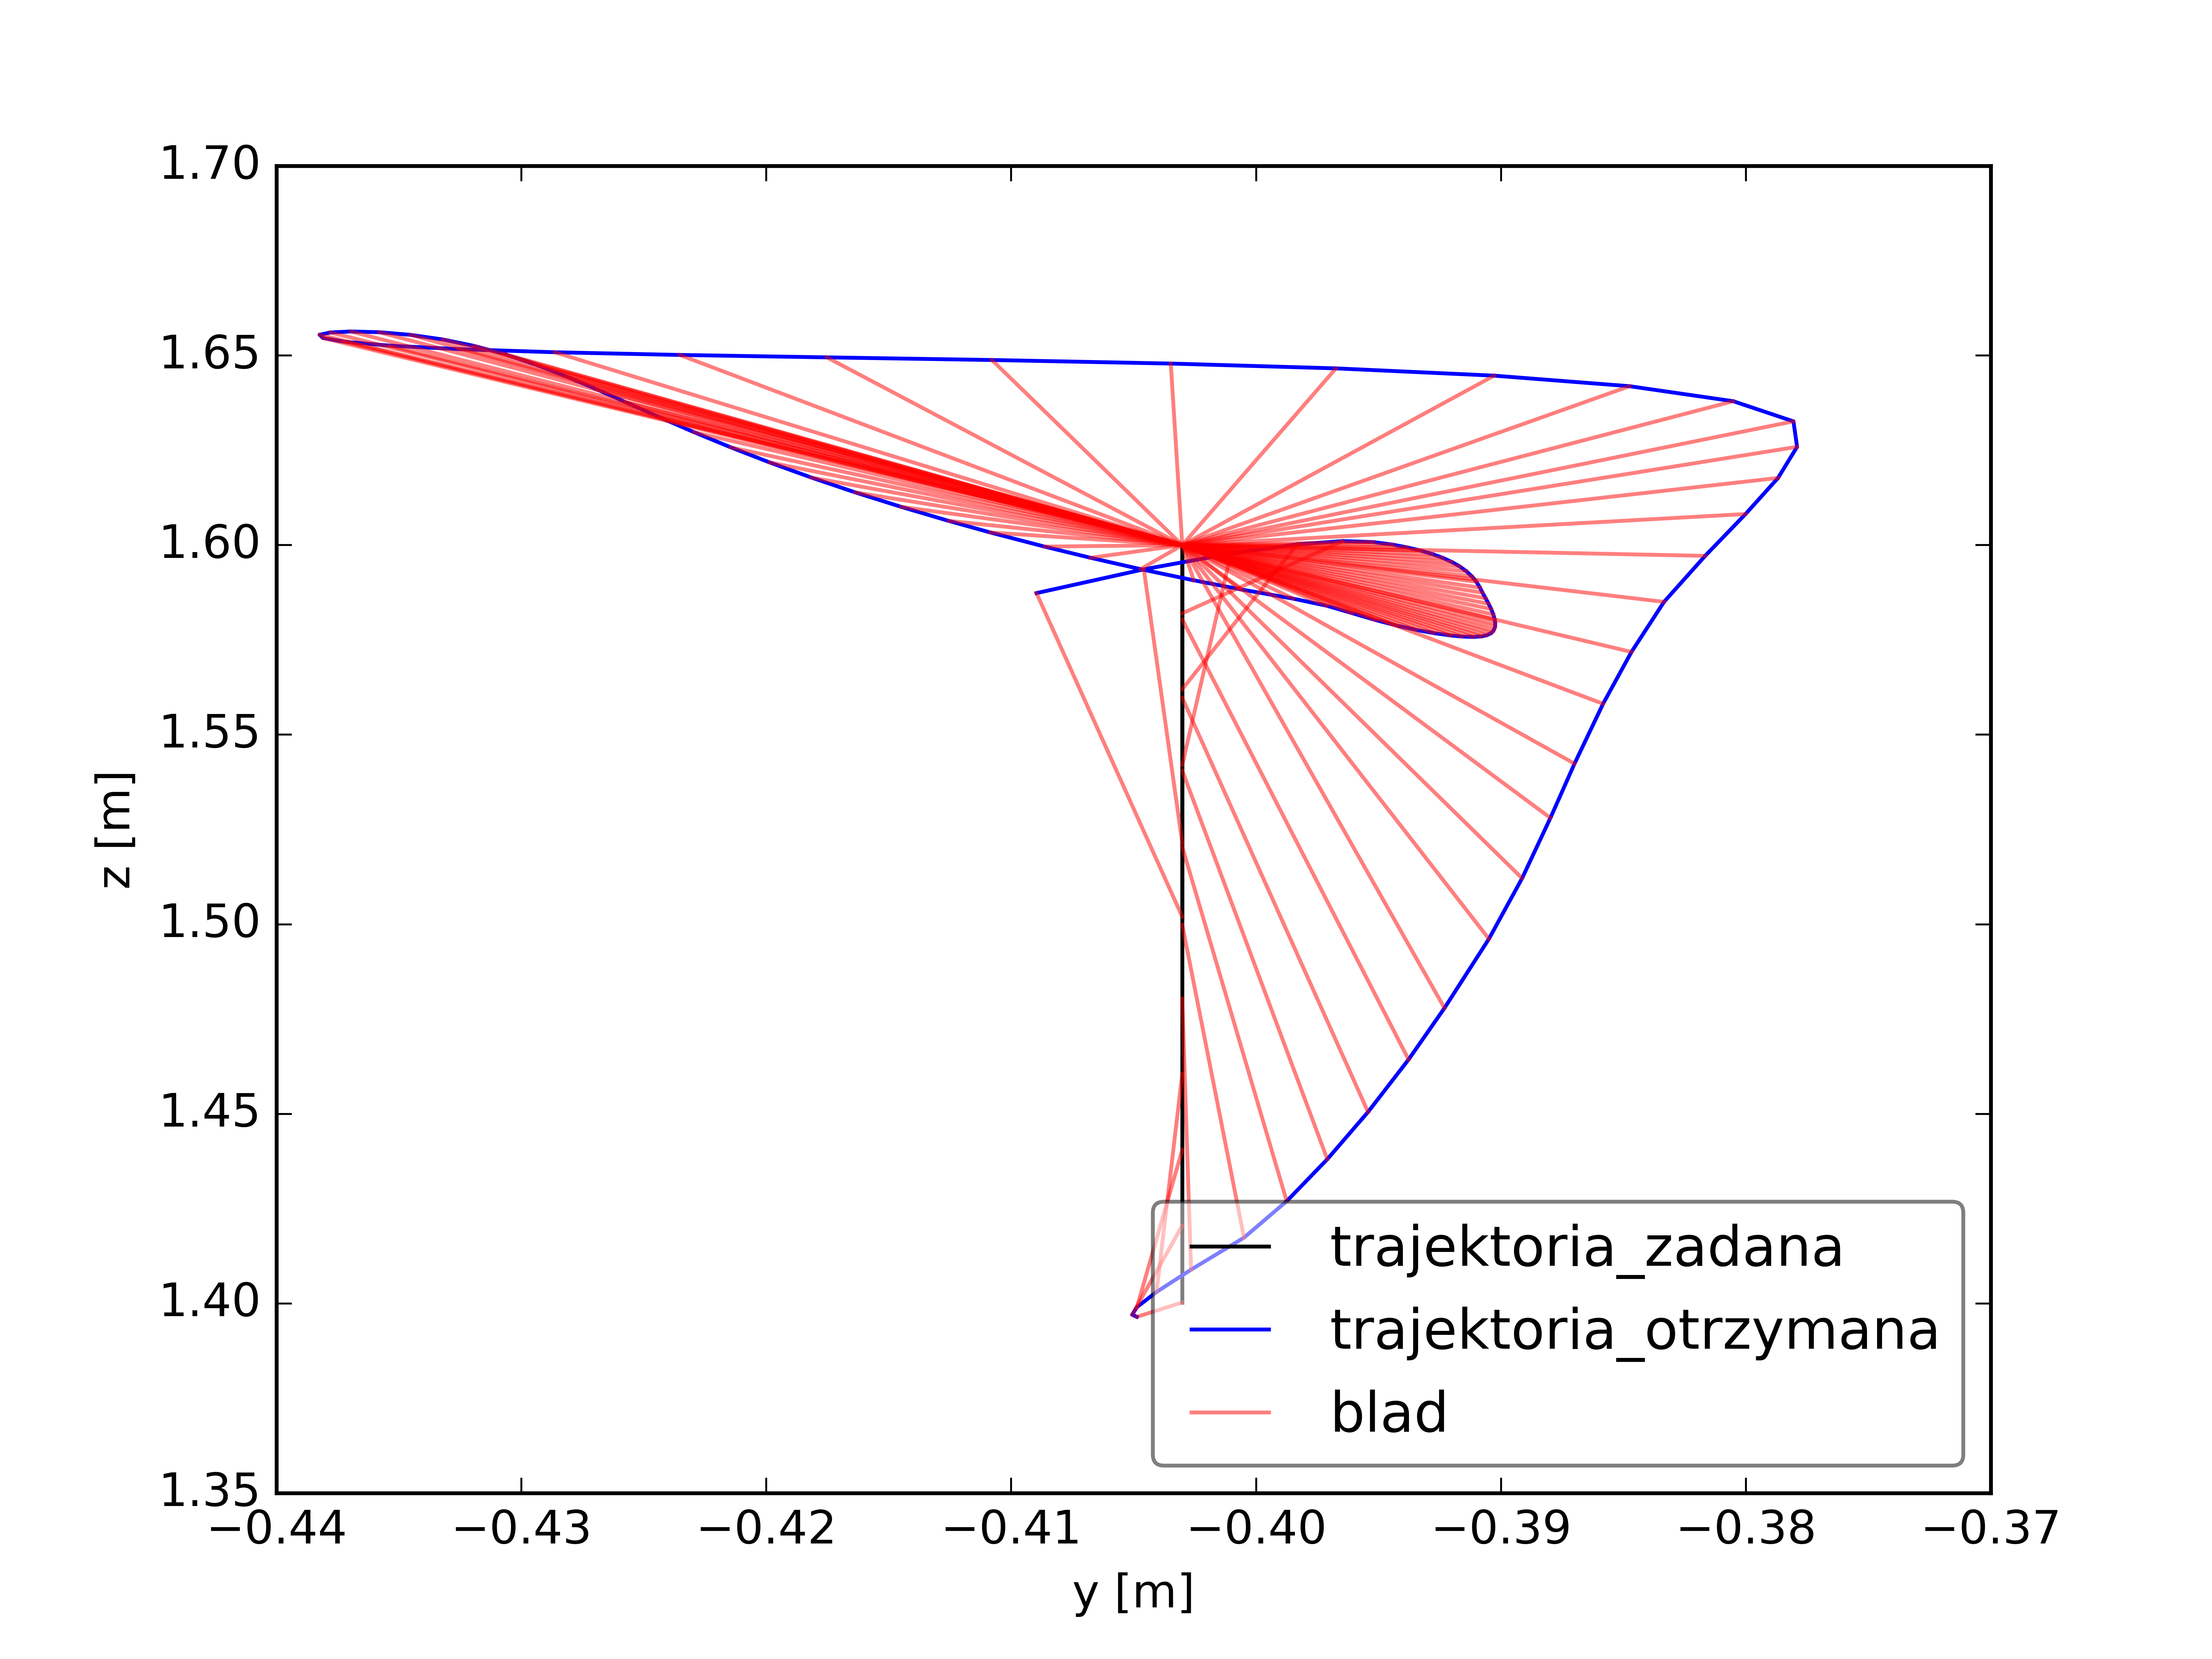 1.70
1.65
1.60
1.55
1.50
1.45
1.40
1.35
z [m]
−0.44 −0.43 −0.42 −0.41 −0.40 −0.39 −0.38 −0.37
y [m]
trajektoria_zadana
trajektoria_otrzymana
blad